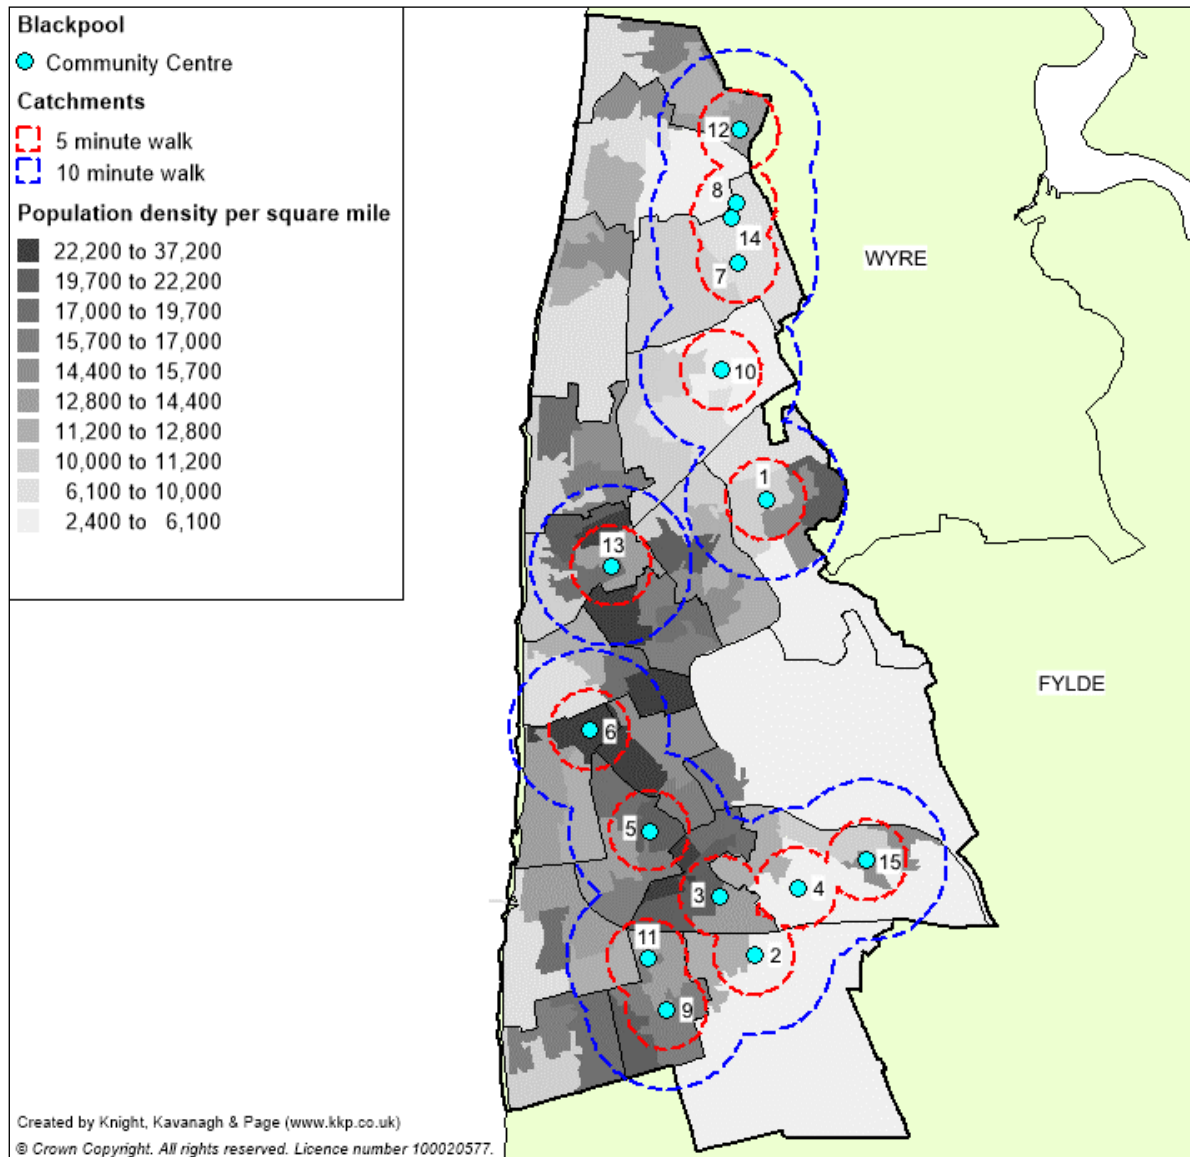 Blackpool
Community Centre
Catchments
5 minute walk
10 minute walk
Population density per square mile
22,200 to 37,200
19,700 to 22,200
17,000 to 19,700
15,700 to 17,000
14,400 to 15,700
12,800 to 14,400
11,200 to 12,800
10,000 to 11,200
6,100 to 10,000
2,400 to 6,100
12
8
14
WYRE
7
10
1
13
FYLDE
6
5
15
4
3
11
2
9
Created by Knight, Kavanagh & Page (www.kkp.co.uk)
© Crown Copyright. All rights reserved. Licence number 100020577.